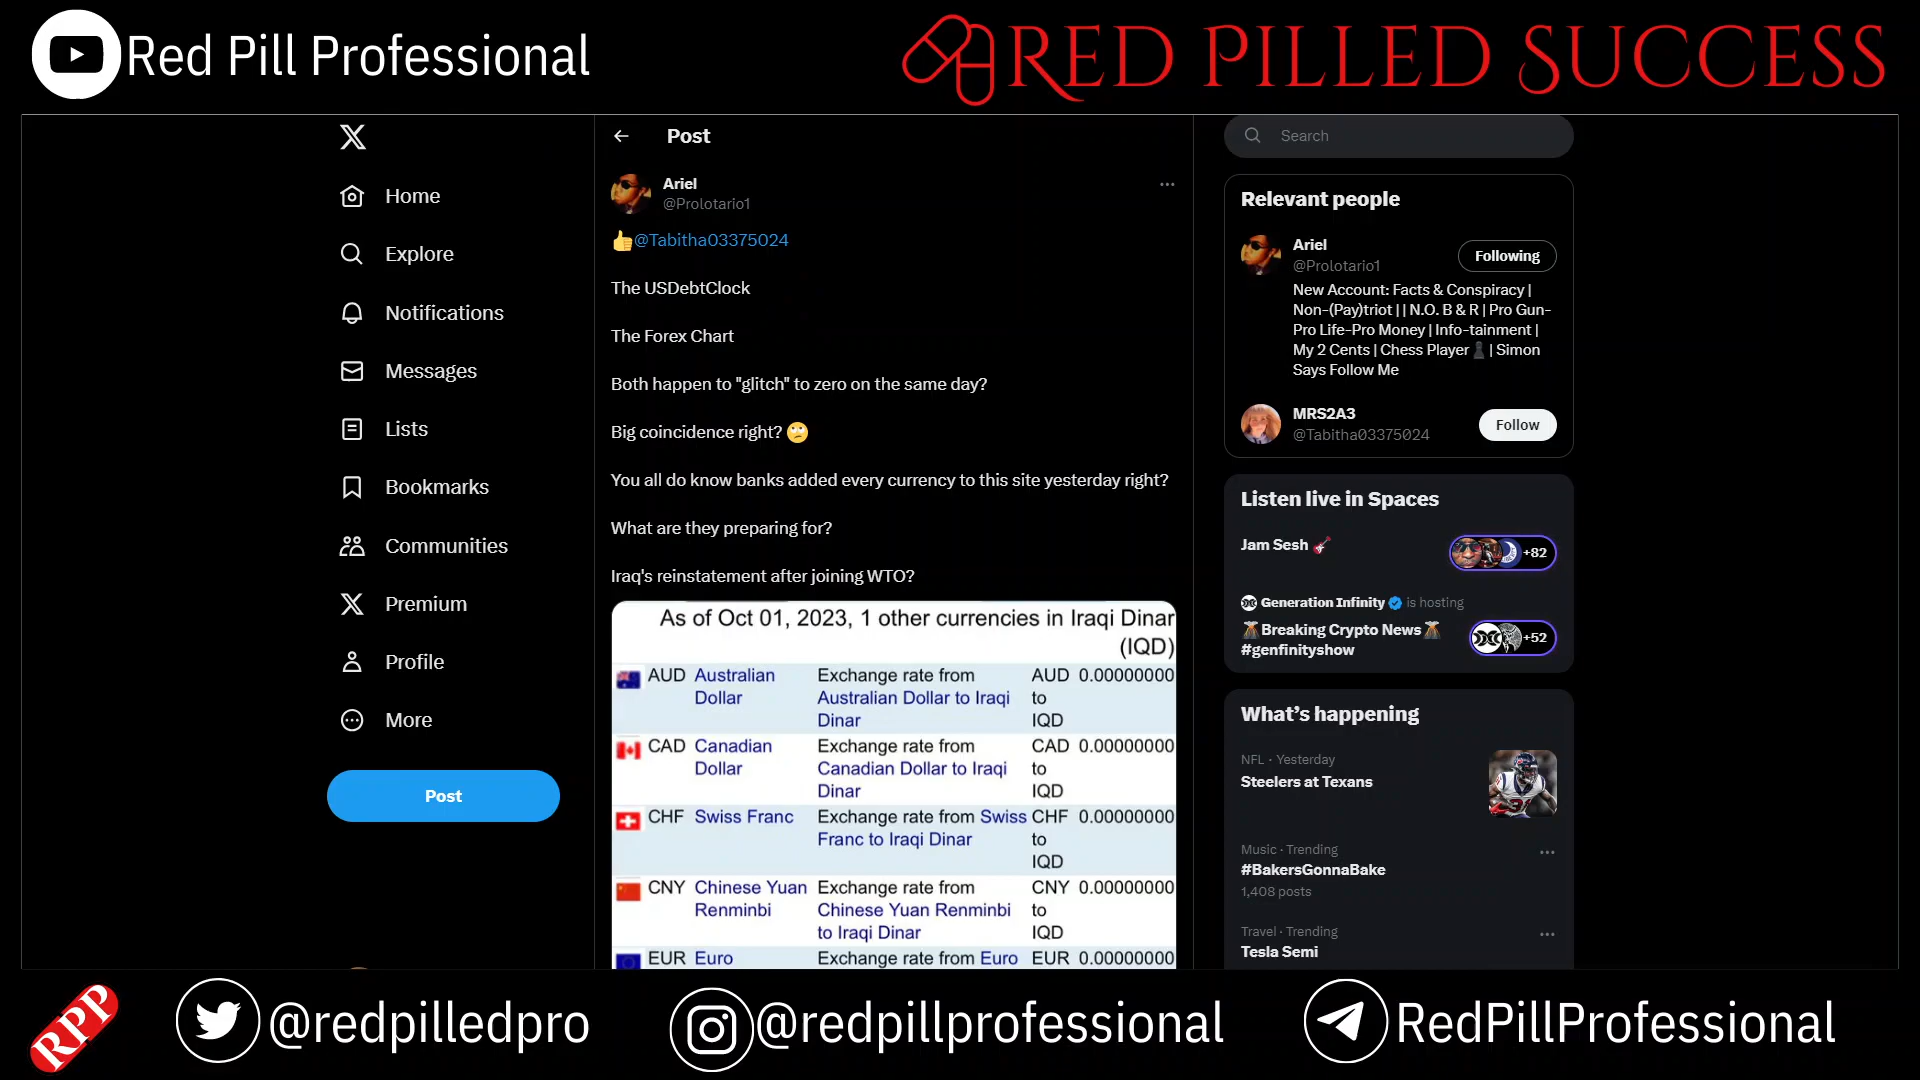 Red Pill Professional
RED PILLED SUCCESS
Home
Explore
Notifications
Messages
Lists
Bookmarks
Communities
Premium
Profile
More
Post
Post
Ariel
@Prolotario1
👍@Tabitha03375024
The USDebtClock
The Forex Chart
Both happen to "glitch" to zero on the same day?
Big coincidence right? 🙄
You all do know banks added every currency to this site yesterday right?
What are they preparing for?
Iraq's reinstatement after joining WTO?
As of Oct 01, 2023, 1 other currencies in Iraqi Dinar
(IQD)
AUD Australian Exchange rate from AUD 0.00000000
Dollar Australian Dollar to Iraqi to
Dinar IQD
CAD Canadian Exchange rate from CAD 0.00000000
Dollar Canadian Dollar to Iraqi to
Dinar IQD
CHF Swiss Franc Exchange rate from Swiss CHF 0.00000000
Franc to Iraqi Dinar to
IQD
CNY Chinese Yuan Exchange rate from CNY 0.00000000
Renminbi Chinese Yuan Renminbi to
to Iraqi Dinar IQD
EUR Euro Exchange rate from Euro EUR 0.00000000
Search
Relevant people
Ariel
Following
@Prolotario1
New Account: Facts & Conspiracy |
Non-(Pay)triot | | N.O. B & R | Pro Gun-
Pro Life-Pro Money | Info-tainment |
My 2 Cents | Chess Player♟️ | Simon
Says Follow Me
MRS2A3
@Tabitha03375024
Follow
Listen live in Spaces
Jam Sesh 🎸
+82
Generation Infinity is hosting
🌋Breaking Crypto News🌋
#genfinityshow
+52
What's happening
NFL · Yesterday
Steelers at Texans
Music · Trending
#BakersGonnaBake
1,408 posts
Travel · Trending
Tesla Semi
RPP
@redpilledpro
@redpillprofessional
RedPillProfessional